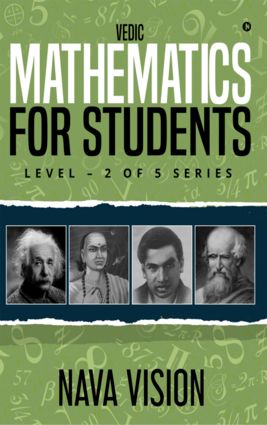 VEDIC
MATHEMATICS
FOR STUDENTS
LEVEL – 2 OF 5 SERIES
NAVA VISION